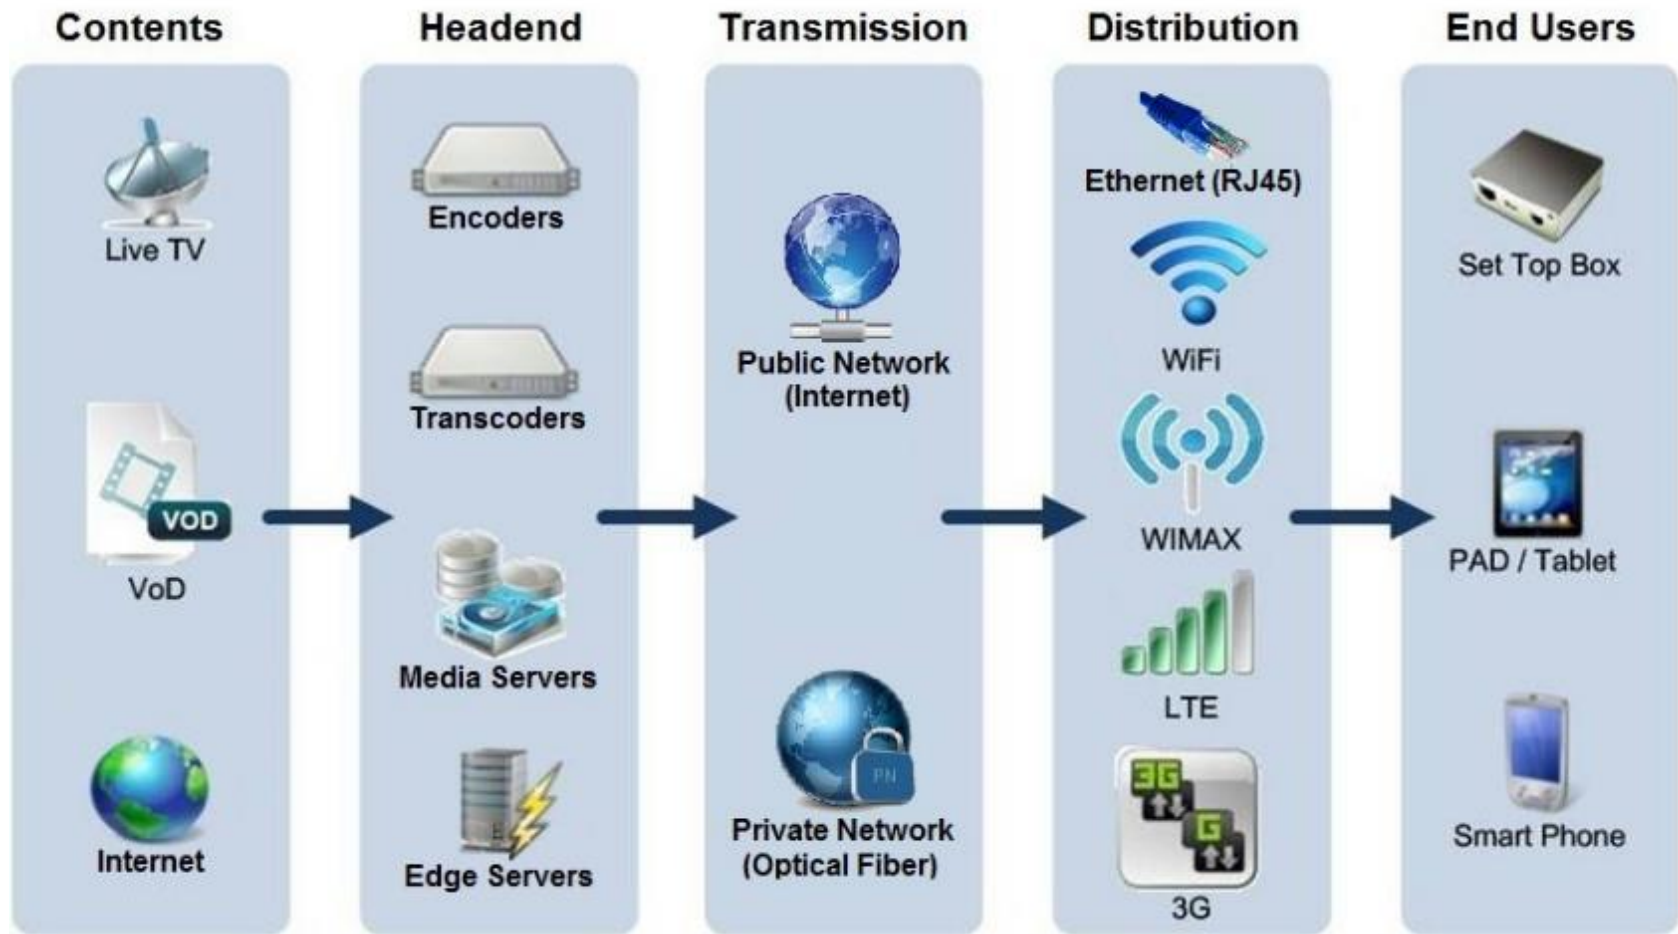 Contents
Headend
Transmission
Distribution
End Users
Live TV
VOD
VoD
Internet
Encoders
Transcoders
Media Servers
Edge Servers
Public Network
(Internet)
PN
Private Network
(Optical Fiber)
Ethernet (RJ45)
WiFi
WIMAX
LTE
3G
G
3G
Set Top Box
PAD / Tablet
Smart Phone